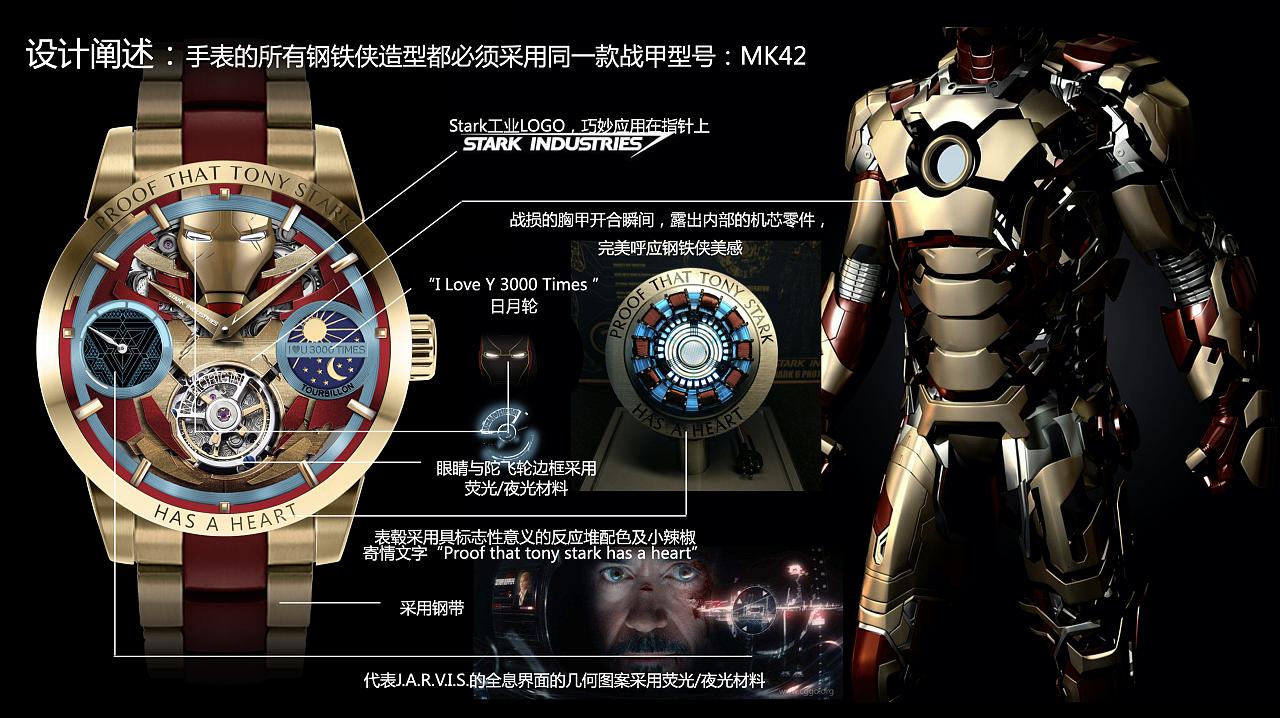 设计阐述：手表的所有钢铁侠造型都必须采用同一款战甲型号：MK42
Stark工业LOGO，巧妙应用在指针上
STARK INDUSTRIES
战损的胸甲开合瞬间，露出内部的机芯零件，
完美呼应钢铁侠美感
“I Love Y 3000 Times ”
日月轮
PROOF THAT TONY STARK
STARK INDUSTRIES
I♥U 3000 TIMES
TOURBILLON
HAS A HEART
PROOF THAT TONY STARK
HAS A HEART
眼睛与陀飞轮边框采用
荧光/夜光材料
表毂采用具标志性意义的反应堆配色及小辣椒
寄情文字“Proof that tony stark has a heart”
采用钢带
代表J.A.R.V.I.S.的全息界面的几何图案采用荧光/夜光材料
www.cggo.org